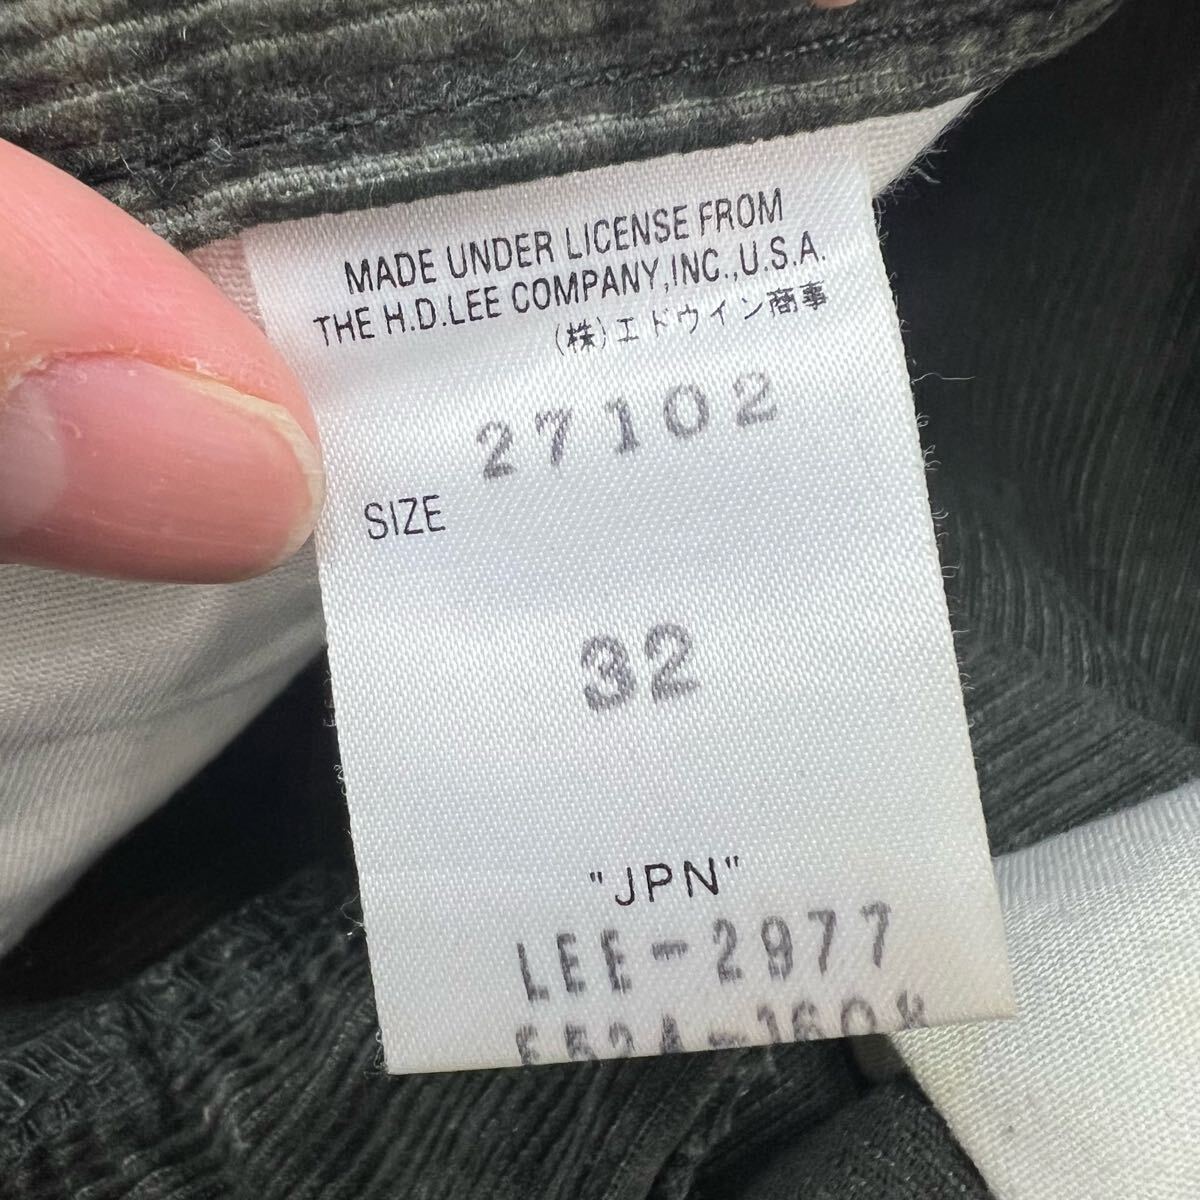 MADE UNDER LICENSE FROM
THE H.D.LEE COMPANY,INC.,U.S.A.
(株)エドウイン商事
27102
SIZE
32
"JPN"
LEE-2977